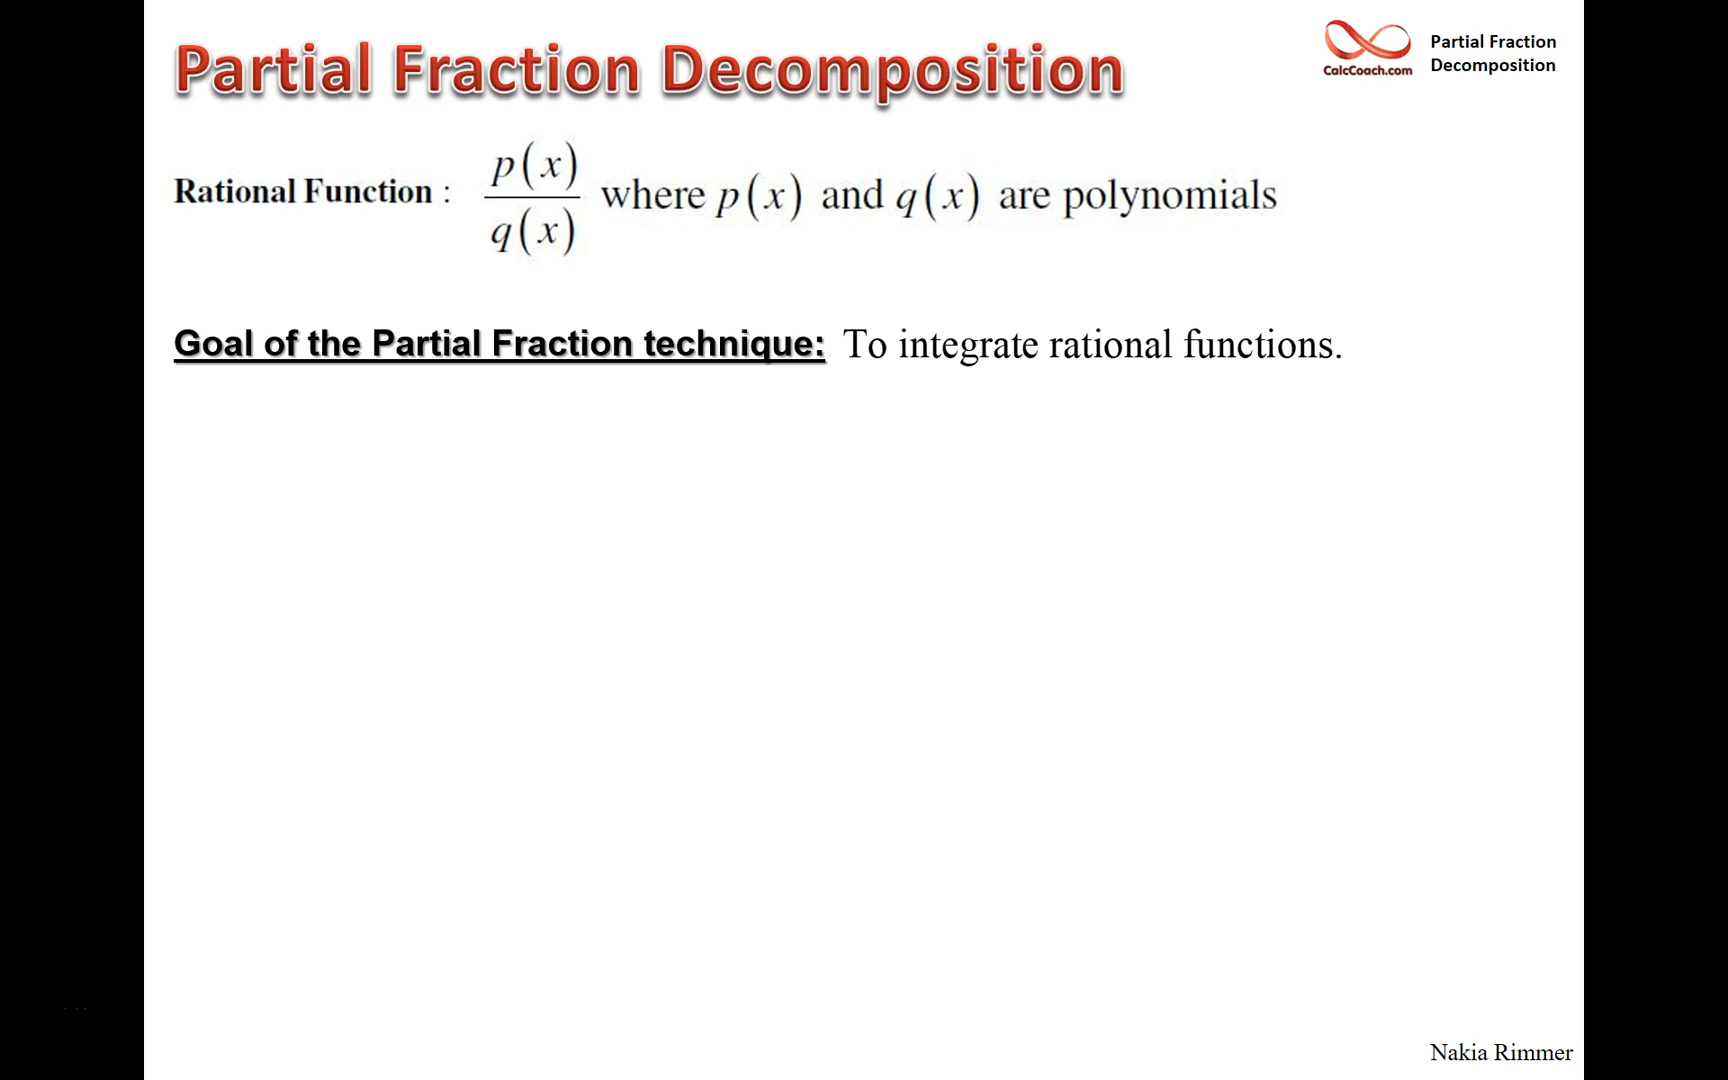 Partial Fraction Decomposition
CalcCoach.com
Partial Fraction
Decomposition
Rational Function : p(x)/q(x) where p(x) and q(x) are polynomials
Goal of the Partial Fraction technique: To integrate rational functions.
Nakia Rimmer